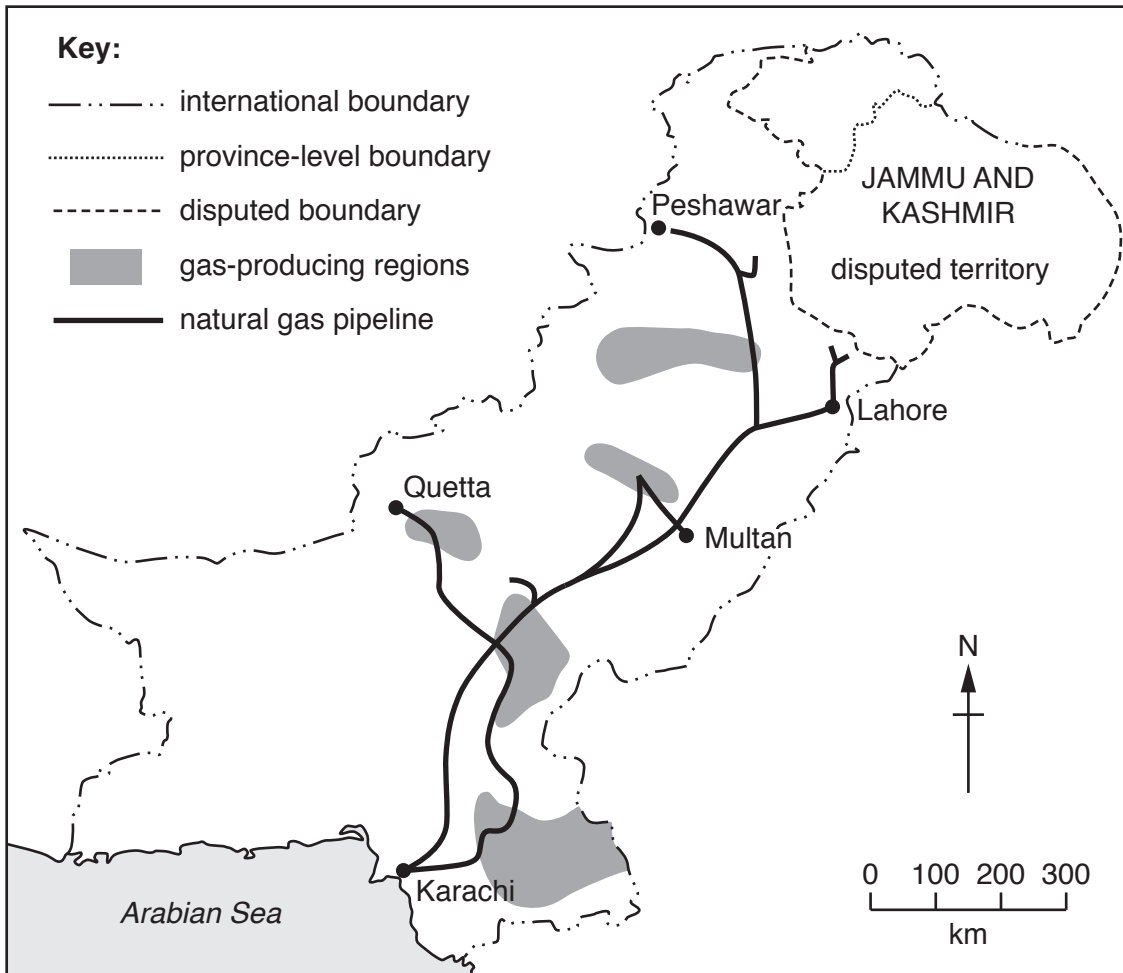 Key:
international boundary
province-level boundary
disputed boundary
gas-producing regions
natural gas pipeline
JAMMU AND
KASHMIR
disputed territory
Peshawar
Lahore
Quetta
Multan
N
Karachi
Arabian Sea
0 100 200 300
km